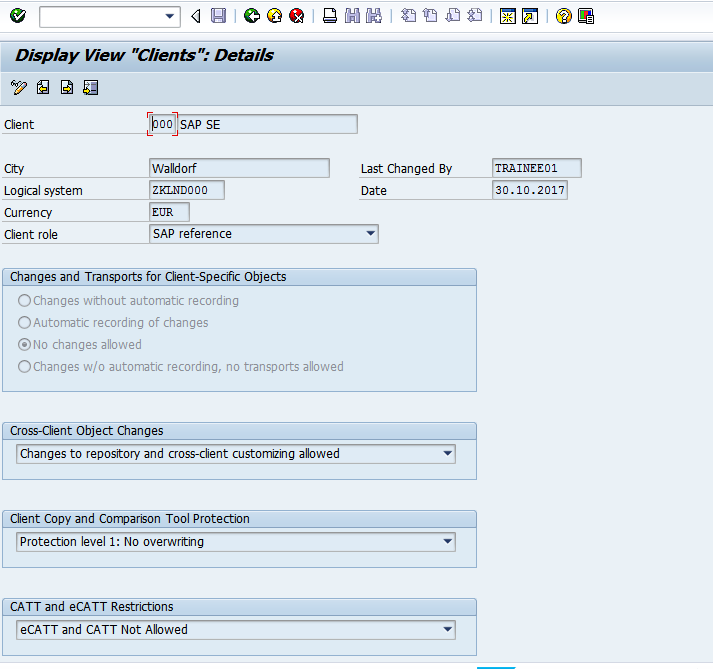 Display View "Clients": Details
Client 000 SAP SE
City Walldorf Last Changed By TRAINEE01
Logical system ZKLND000 Date 30.10.2017
Currency EUR
Client role SAP reference
Changes and Transports for Client-Specific Objects
Changes without automatic recording
Automatic recording of changes
No changes allowed
Changes w/o automatic recording, no transports allowed
Cross-Client Object Changes
Changes to repository and cross-client customizing allowed
Client Copy and Comparison Tool Protection
Protection level 1: No overwriting
CATT and eCATT Restrictions
eCATT and CATT Not Allowed